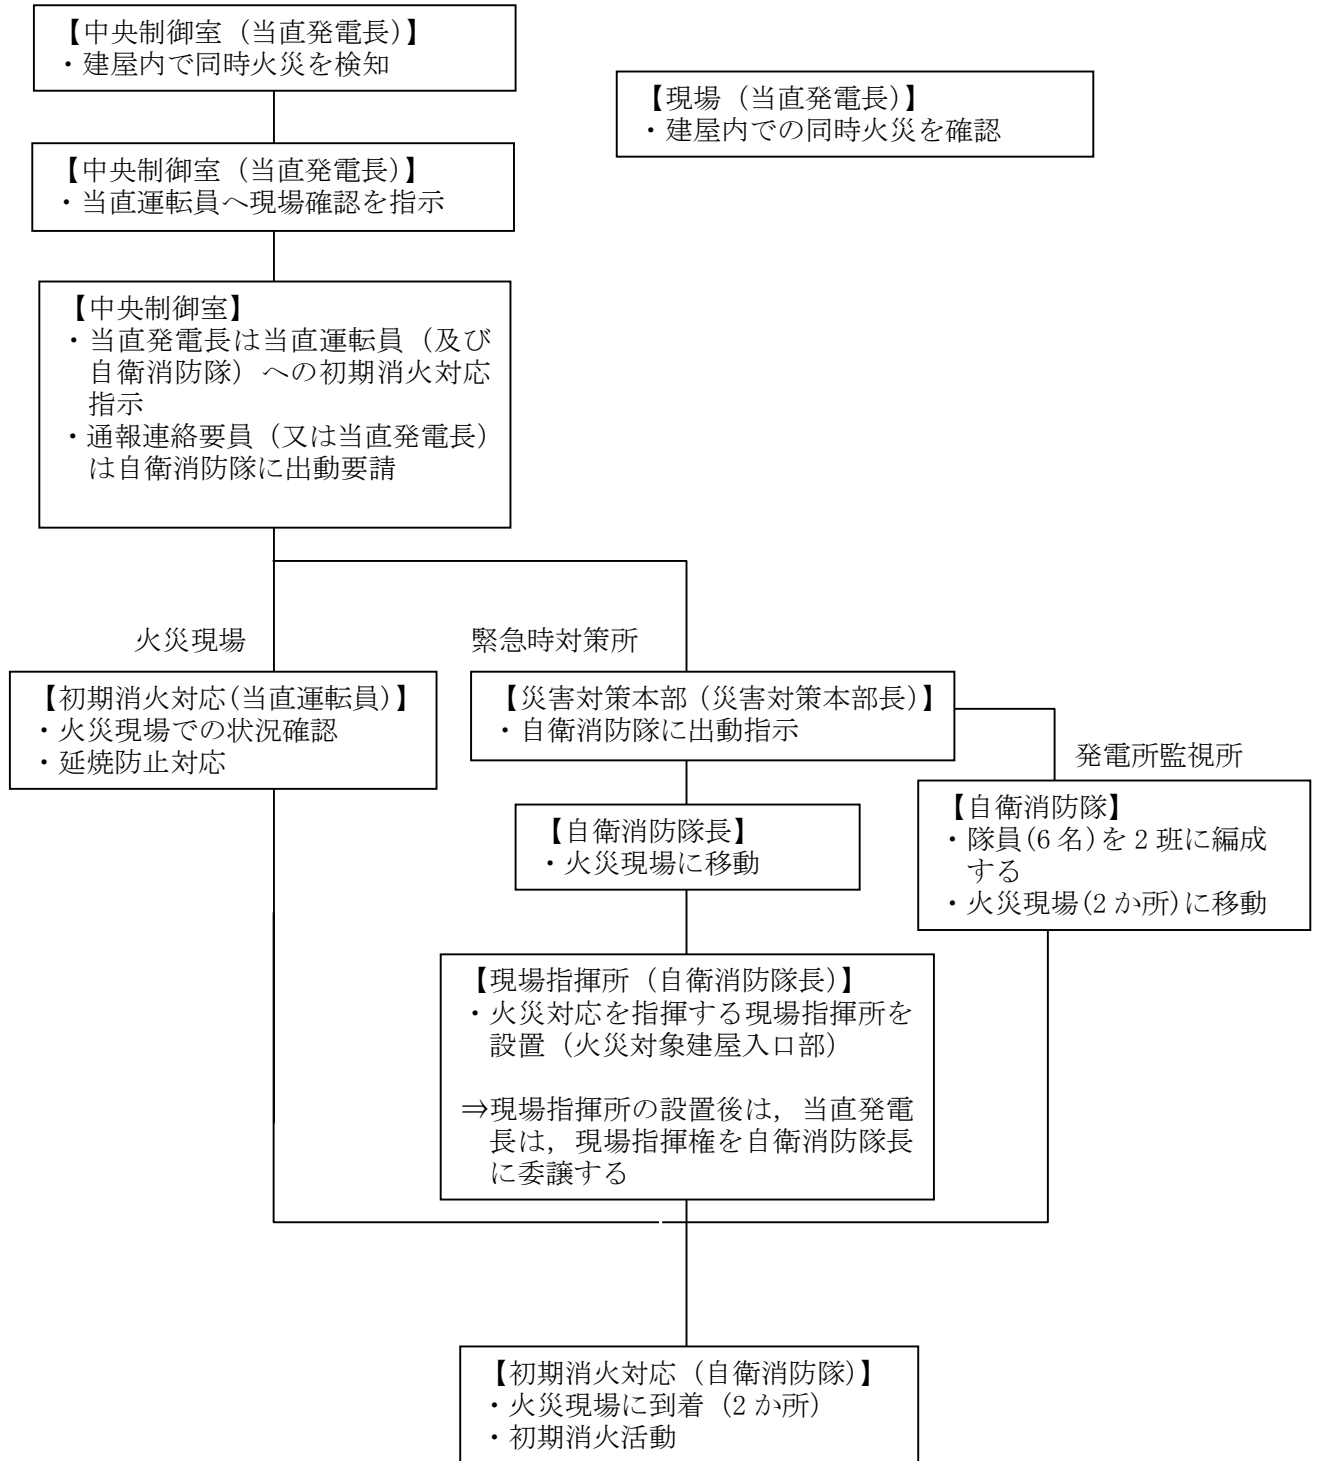 【中央制御室（当直発電長）】
・建屋内で同時火災を検知
【現場（当直発電長）】
・建屋内での同時火災を確認
【中央制御室（当直発電長）】
・当直運転員へ現場確認を指示
【中央制御室】
・当直発電長は当直運転員（及び
自衛消防隊）への初期消火対応
指示
・通報連絡要員（又は当直発電長）
は自衛消防隊に出動要請
火災現場
緊急時対策所
【初期消火対応(当直運転員)】
・火災現場での状況確認
・延焼防止対応
【災害対策本部（災害対策本部長）】
・自衛消防隊に出動指示
発電所監視所
【自衛消防隊】
・隊員(6 名)を 2 班に編成
する
・火災現場(2 か所)に移動
【自衛消防隊長】
・火災現場に移動
【現場指揮所（自衛消防隊長）】
・火災対応を指揮する現場指揮所を
設置（火災対象建屋入口部）
⇒現場指揮所の設置後は，当直発電
長は，現場指揮権を自衛消防隊長
に委譲する
【初期消火対応（自衛消防隊）】
・火災現場に到着（2 か所）
・初期消火活動